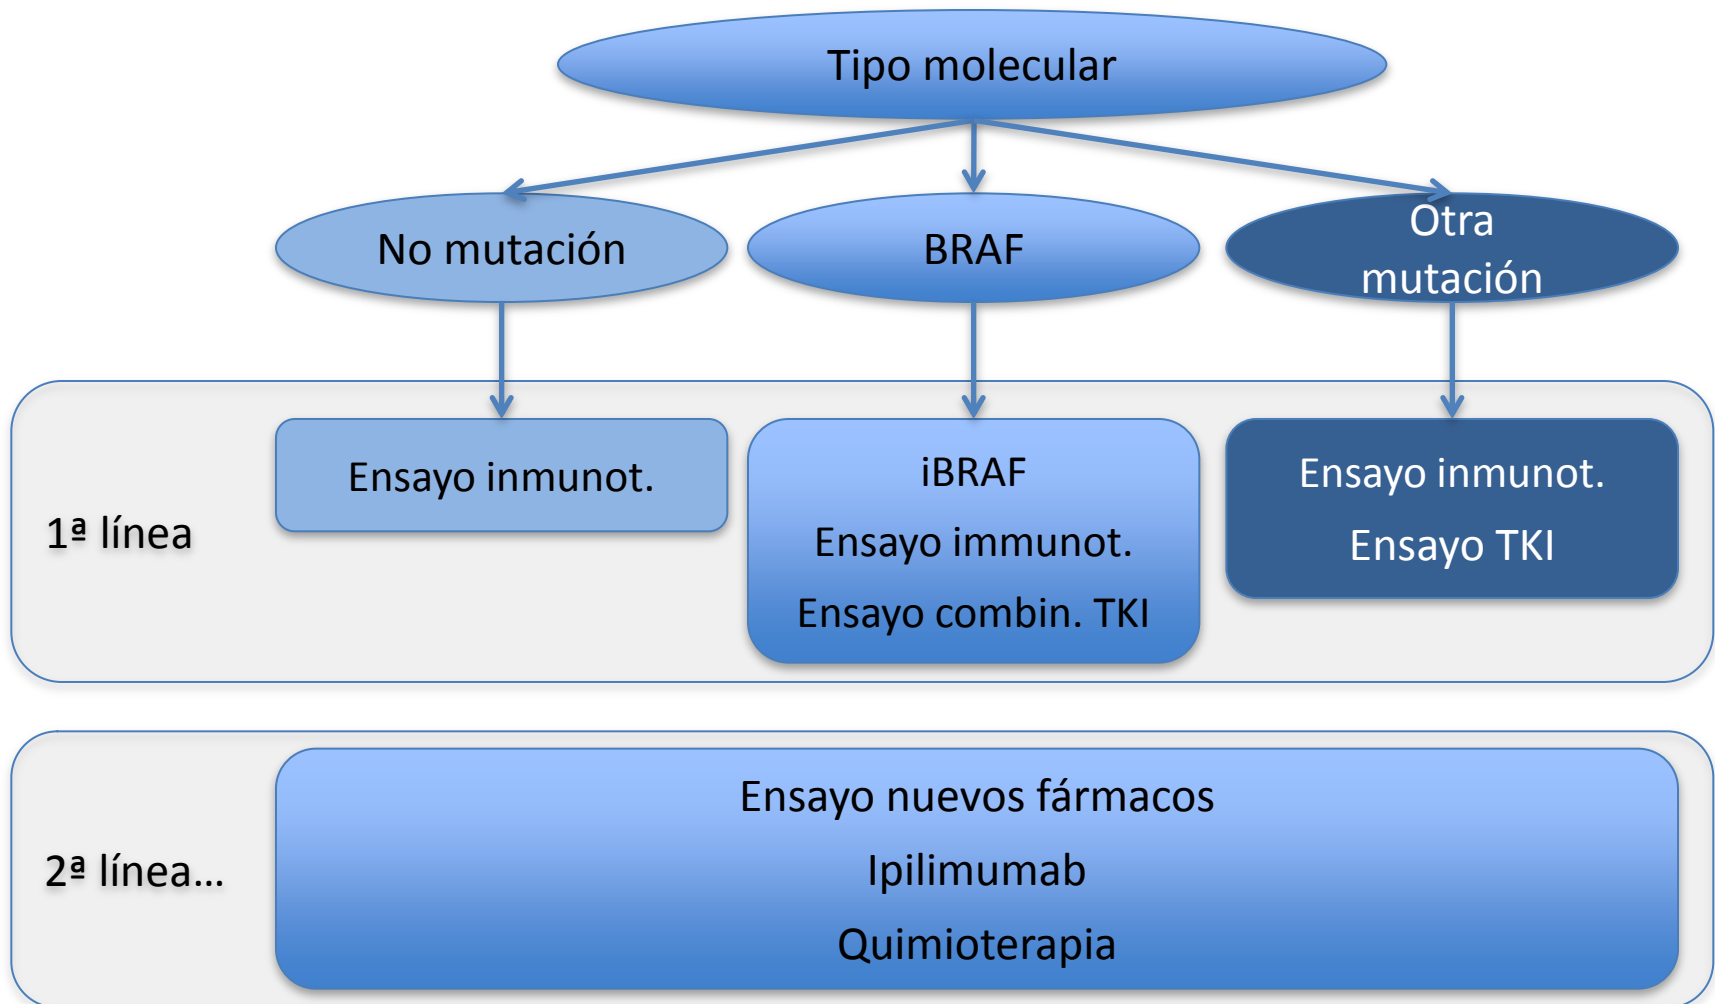 Tipo molecular
No mutación
BRAF
Otra
mutación
1ª línea
Ensayo inmunot.
iBRAF
Ensayo immunot.
Ensayo combin. TKI
Ensayo inmunot.
Ensayo TKI
2ª línea...
Ensayo nuevos fármacos
Ipilimumab
Quimioterapia